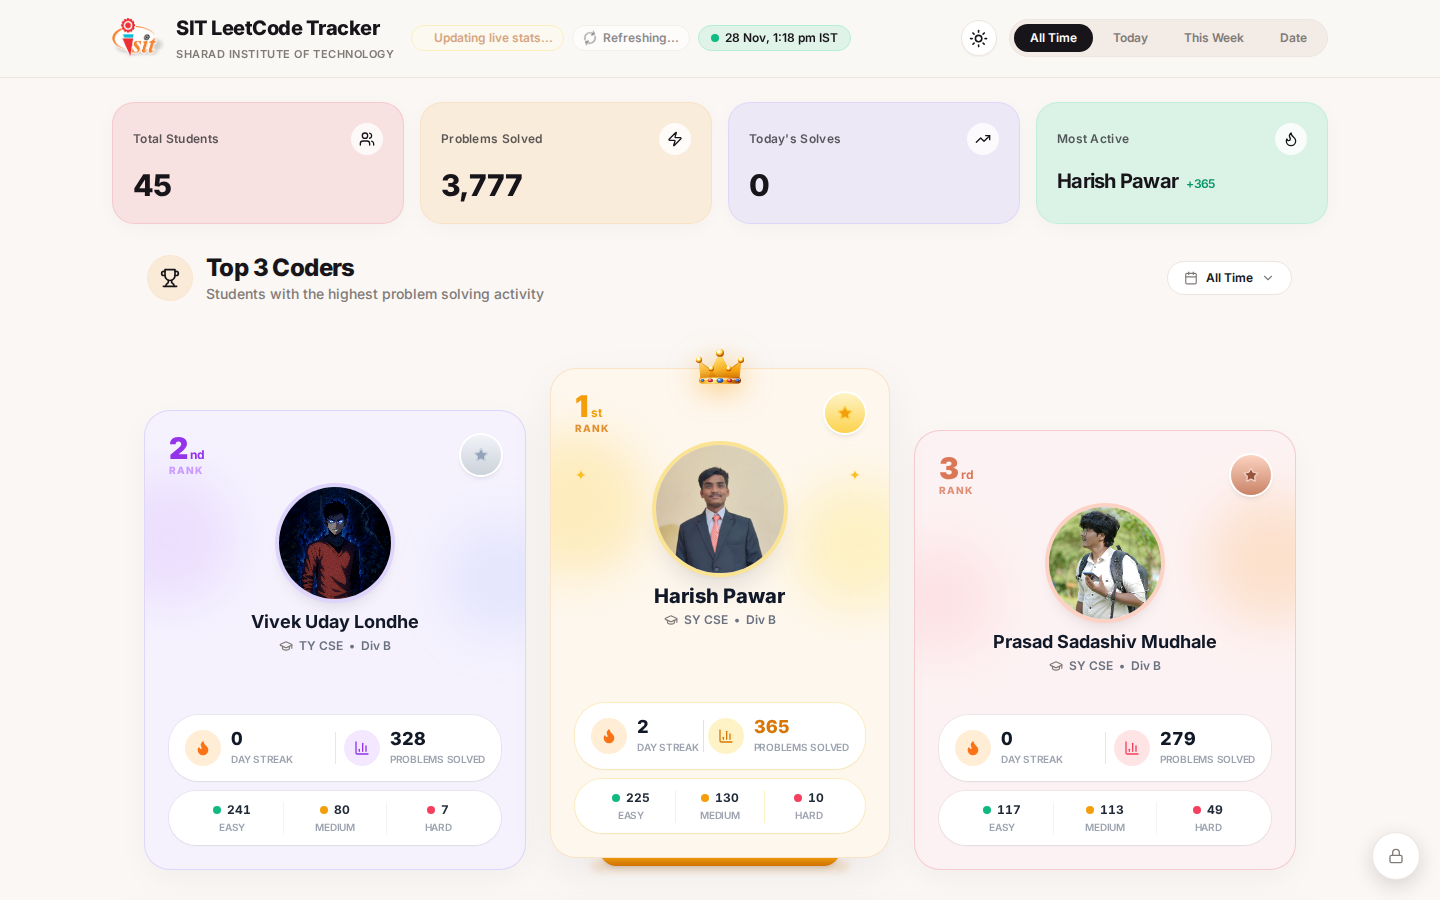 sit
SIT LeetCode Tracker
SHARAD INSTITUTE OF TECHNOLOGY
Updating live stats...
Refreshing...
28 Nov, 1:18 pm IST
All Time
Today
This Week
Date
Total Students
45
Problems Solved
3,777
Today's Solves
0
Most Active
Harish Pawar +365
Top 3 Coders
Students with the highest problem solving activity
All Time
2nd
RANK
Vivek Uday Londhe
TY CSE • Div B
0
DAY STREAK
328
PROBLEMS SOLVED
241
EASY
80
MEDIUM
7
HARD
1st
RANK
Harish Pawar
SY CSE • Div B
2
DAY STREAK
365
PROBLEMS SOLVED
225
EASY
130
MEDIUM
10
HARD
3rd
RANK
Prasad Sadashiv Mudhale
SY CSE • Div B
0
DAY STREAK
279
PROBLEMS SOLVED
117
EASY
113
MEDIUM
49
HARD